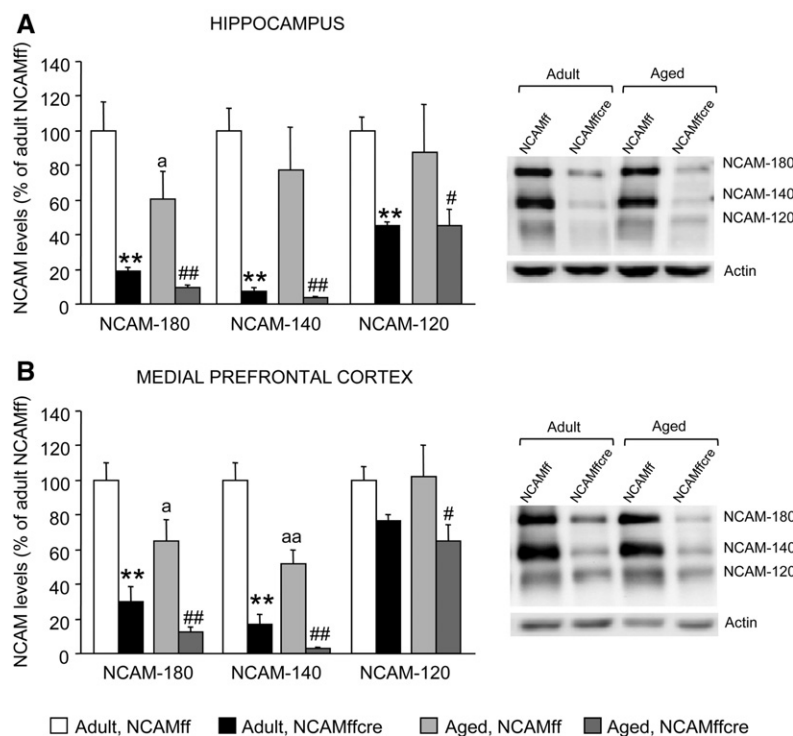 A
HIPPOCAMPUS
NCAM levels (% of adult NCAMff)
140
120
100
80
60
40
20
0
**
a
##
**
##
**
#
NCAM-180
NCAM-140
NCAM-120
Adult
Aged
NCAMff
NCAMffcre
NCAMff
NCAMffcre
NCAM-180
NCAM-140
NCAM-120
Actin
B
MEDIAL PREFRONTAL CORTEX
NCAM levels (% of adult NCAMff)
140
120
100
80
60
40
20
0
**
a
##
**
aa
##
#
NCAM-180
NCAM-140
NCAM-120
Adult
Aged
NCAMff
NCAMffcre
NCAMff
NCAMffcre
NCAM-180
NCAM-140
NCAM-120
Actin
Adult, NCAMff
Adult, NCAMffcre
Aged, NCAMff
Aged, NCAMffcre